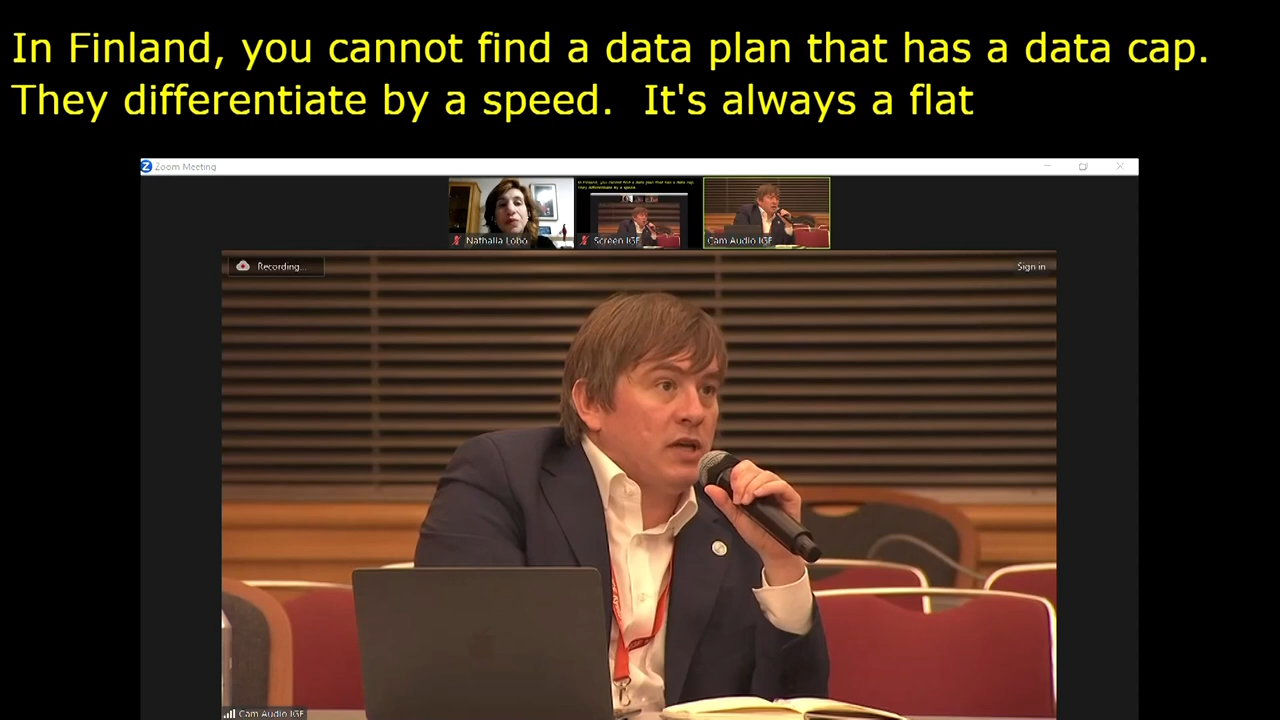 In Finland, you cannot find a data plan that has a data cap.
They differentiate by a speed.  It's always a flat
Zoom Meeting
Nathalia Lobo
Screen IGF
Cam Audio IGF
Recording...
Sign in
Cam Audio IGF